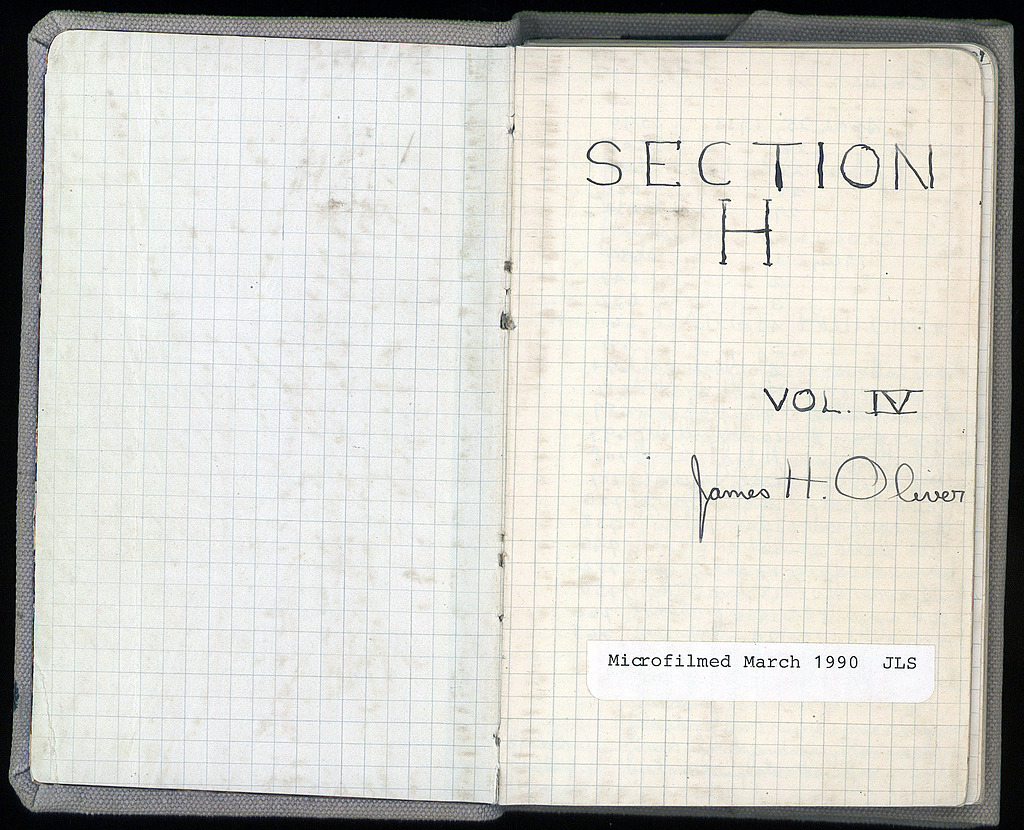 SECTION
H
VOL. IV
James H. Oliver
Microfilmed March 1990 JLS